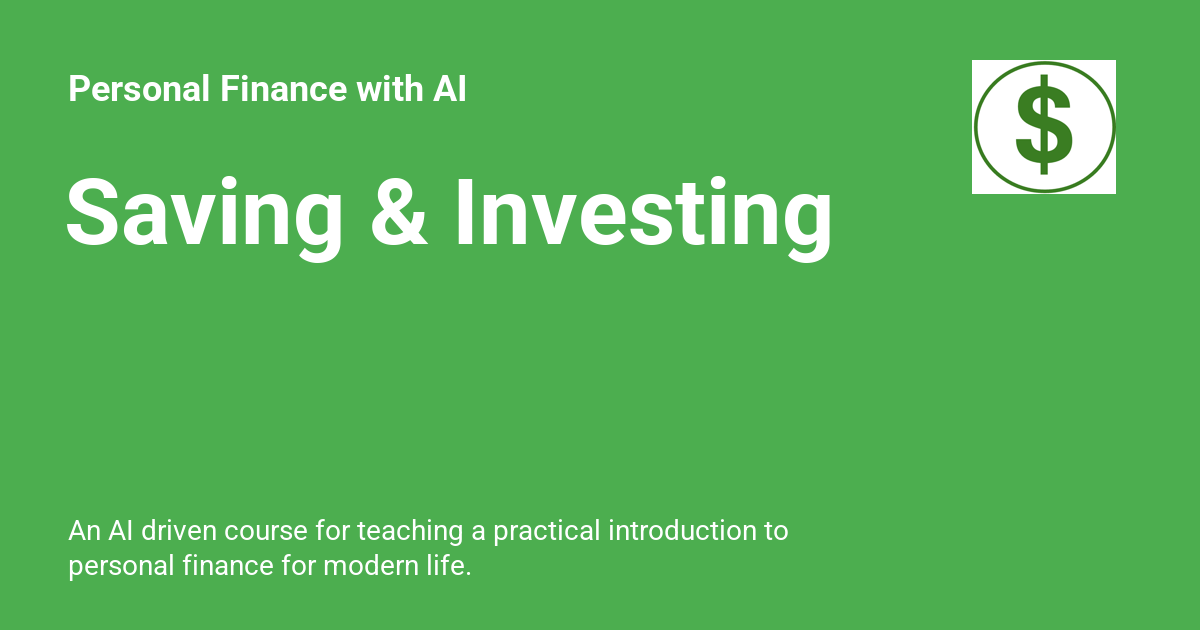 Personal Finance with AI
$
Saving & Investing
An AI driven course for teaching a practical introduction to
personal finance for modern life.